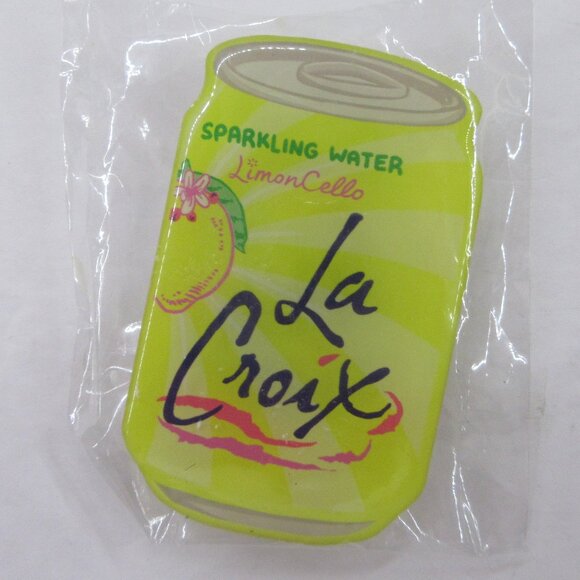 SPARKLING WATER
LimonCello
La
Croix